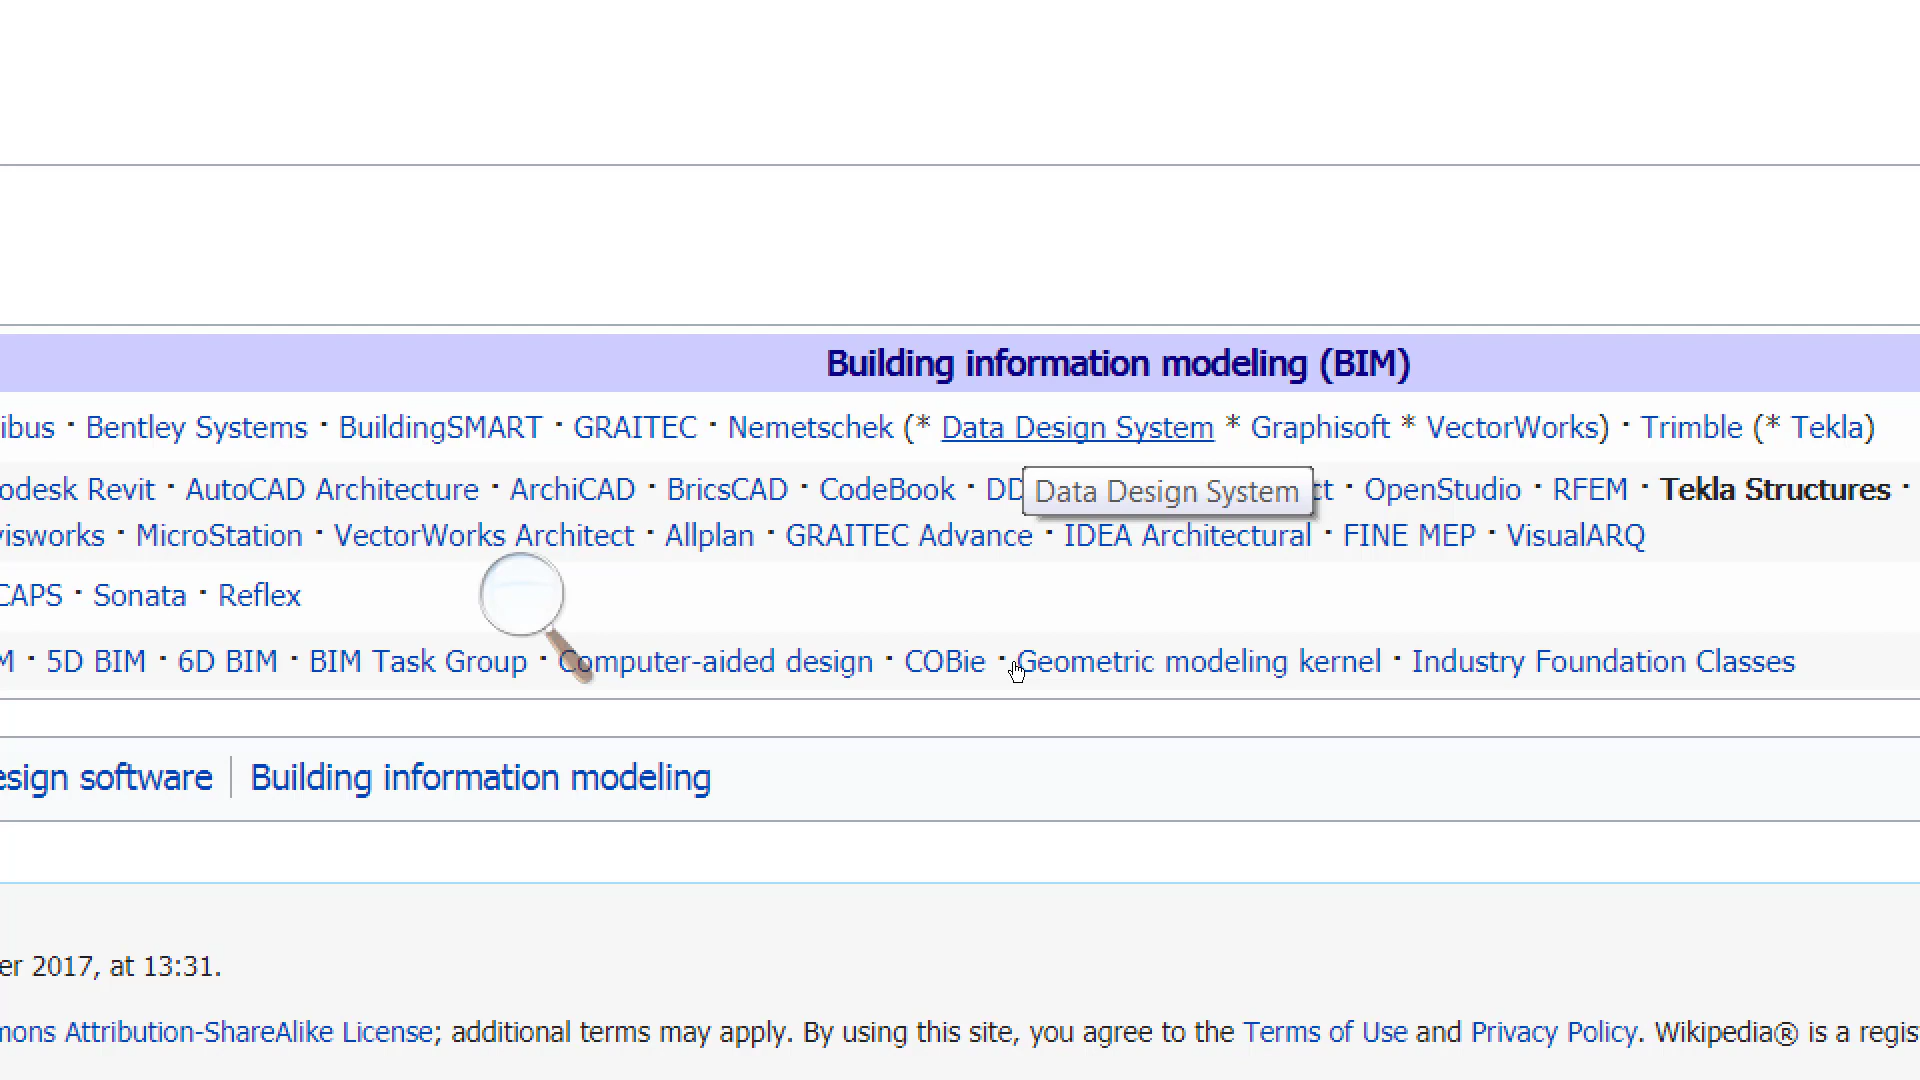 Building information modeling (BIM)
ibus · Bentley Systems · BuildingSMART · GRAITEC · Nemetschek (* Data Design System * Graphisoft * VectorWorks) · Trimble (* Tekla)
odesk Revit · AutoCAD Architecture · ArchiCAD · BricsCAD · CodeBook · DD Data Design System ct · OpenStudio · RFEM · Tekla Structures ·
visworks · MicroStation · VectorWorks Architect · Allplan · GRAITEC Advance · IDEA Architectural · FINE MEP · VisualARQ
CAPS · Sonata · Reflex
M · 5D BIM · 6D BIM · BIM Task Group · Computer-aided design · COBie · Geometric modeling kernel · Industry Foundation Classes
esign software | Building information modeling
er 2017, at 13:31.
mons Attribution-ShareAlike License; additional terms may apply. By using this site, you agree to the Terms of Use and Privacy Policy. Wikipedia® is a regis